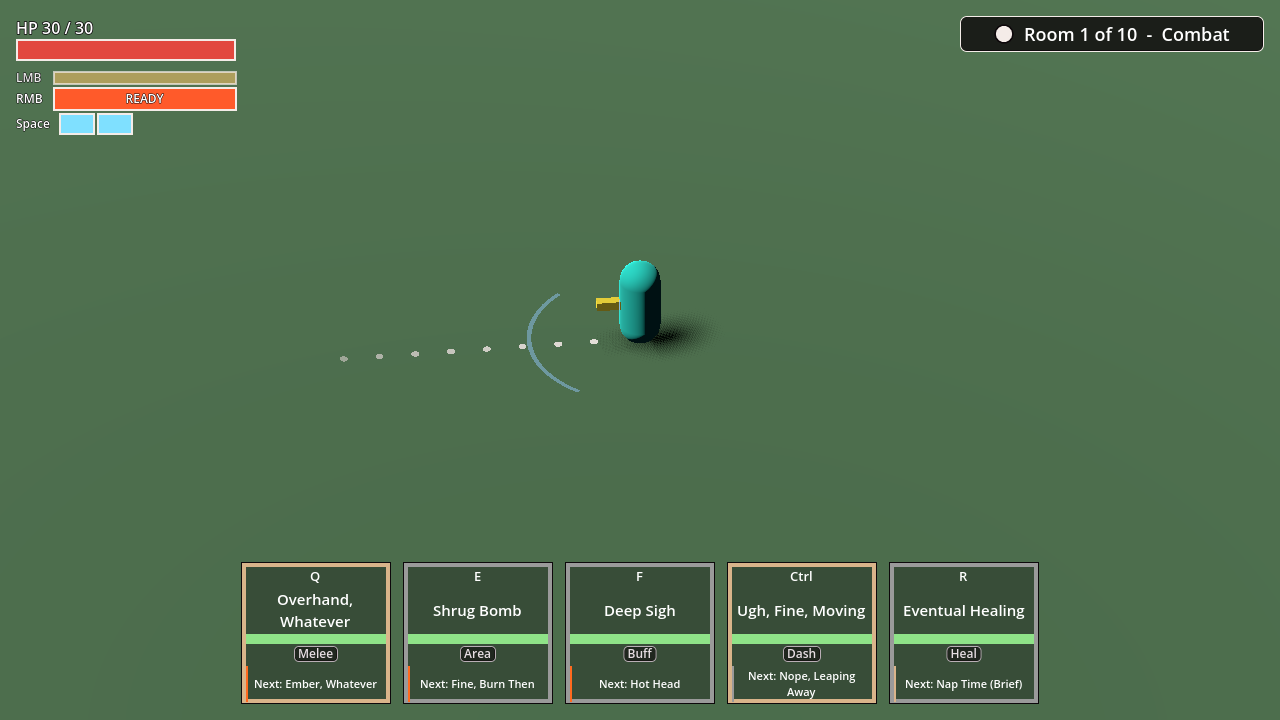 HP 30 / 30
Room 1 of 10 - Combat
LMB
RMB READY
Space
Q
Overhand,
Whatever
Melee
Next: Ember, Whatever
E
Shrug Bomb
Area
Next: Fine, Burn Then
F
Deep Sigh
Buff
Next: Hot Head
Ctrl
Ugh, Fine, Moving
Dash
Next: Nope, Leaping
Away
R
Eventual Healing
Heal
Next: Nap Time (Brief)